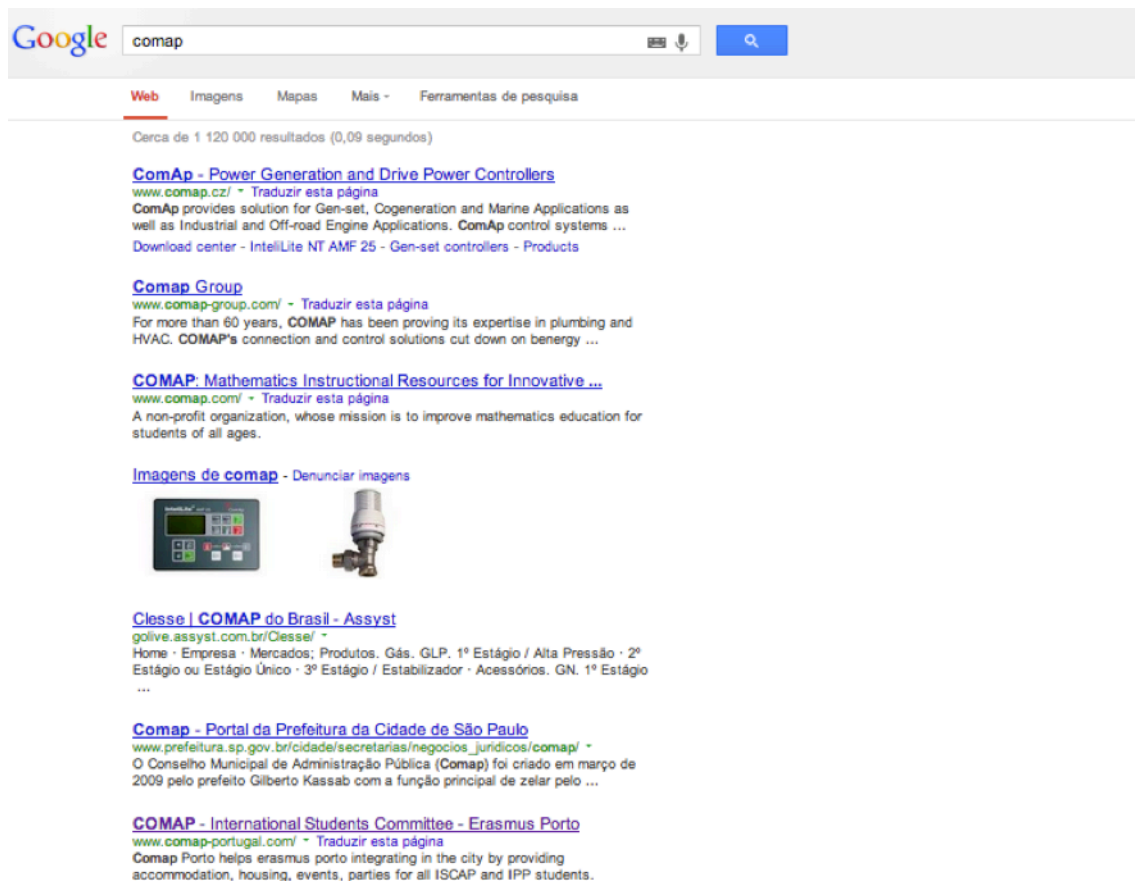 Google comap
Web Imagens Mapas Mais Ferramentas de pesquisa
Cerca de 1 120 000 resultados (0,09 segundos)
ComAp - Power Generation and Drive Power Controllers
www.comap.cz/ Traduzir esta página
ComAp provides solution for Gen-set, Cogeneration and Marine Applications as
well as Industrial and Off-road Engine Applications. ComAp control systems ...
Download center - InteliLite NT AMF 25 - Gen-set controllers - Products
Comap Group
www.comap-group.com/ Traduzir esta página
For more than 60 years, COMAP has been proving its expertise in plumbing and
HVAC. COMAP's connection and control solutions cut down on benergy ...
COMAP: Mathematics Instructional Resources for Innovative ...
www.comap.com/ Traduzir esta página
A non-profit organization, whose mission is to improve mathematics education for
students of all ages.
Imagens de comap - Denunciar imagens
InteliLite
Clesse | COMAP do Brasil - Assyst
golive.assyst.com.br/Clesse/
Home · Empresa · Mercados; Produtos. Gás. GLP. 1º Estágio / Alta Pressão · 2º
Estágio ou Estágio Único · 3º Estágio / Estabilizador · Acessórios. GN. 1º Estágio
...
Comap - Portal da Prefeitura da Cidade de São Paulo
www.prefeitura.sp.gov.br/cidade/secretarias/negocios_juridicos/comap/
O Conselho Municipal de Administração Pública (Comap) foi criado em março de
2009 pelo prefeito Gilberto Kassab com a função principal de zelar pelo ...
COMAP - International Students Committee - Erasmus Porto
www.comap-portugal.com/ Traduzir esta página
Comap Porto helps erasmus porto integrating in the city by providing
accommodation, housing, events, parties for all ISCAP and IPP students.